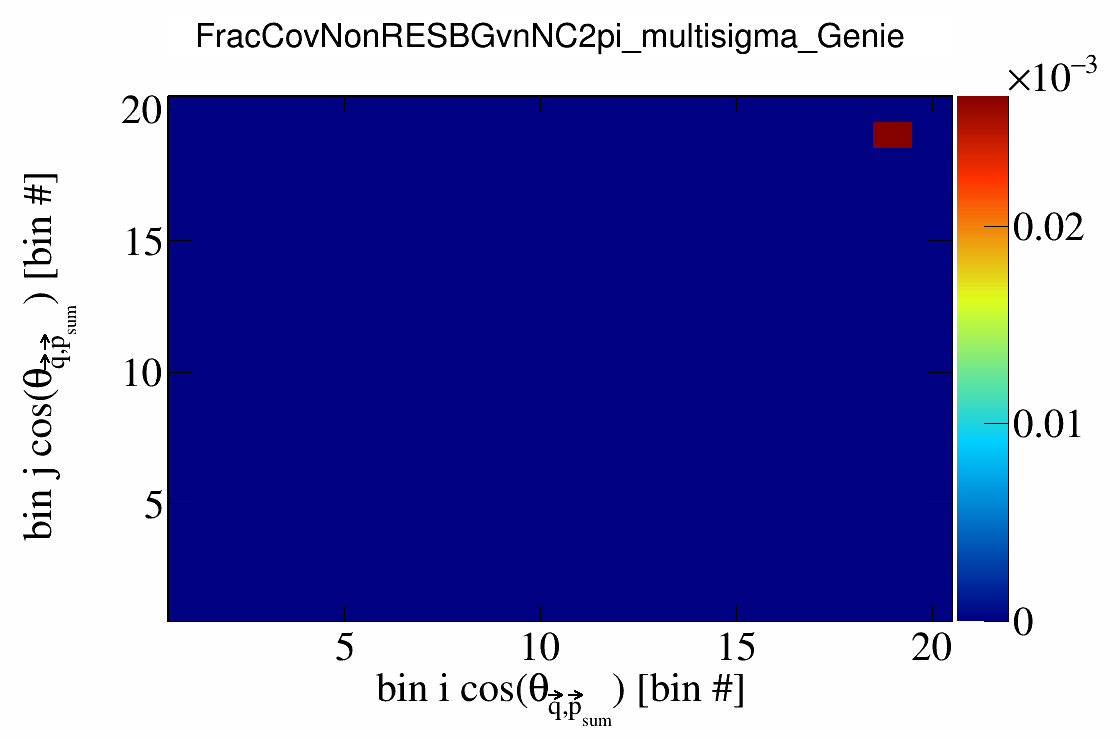 FracCovNonRESBGvnNC2pi_multisigma_Genie
×10⁻³
20
15
10
5
0.02
0.01
0
5 10 15 20
bin j cos(θq⃗,p⃗sum) [bin #]
bin i cos(θq⃗,p⃗sum) [bin #]